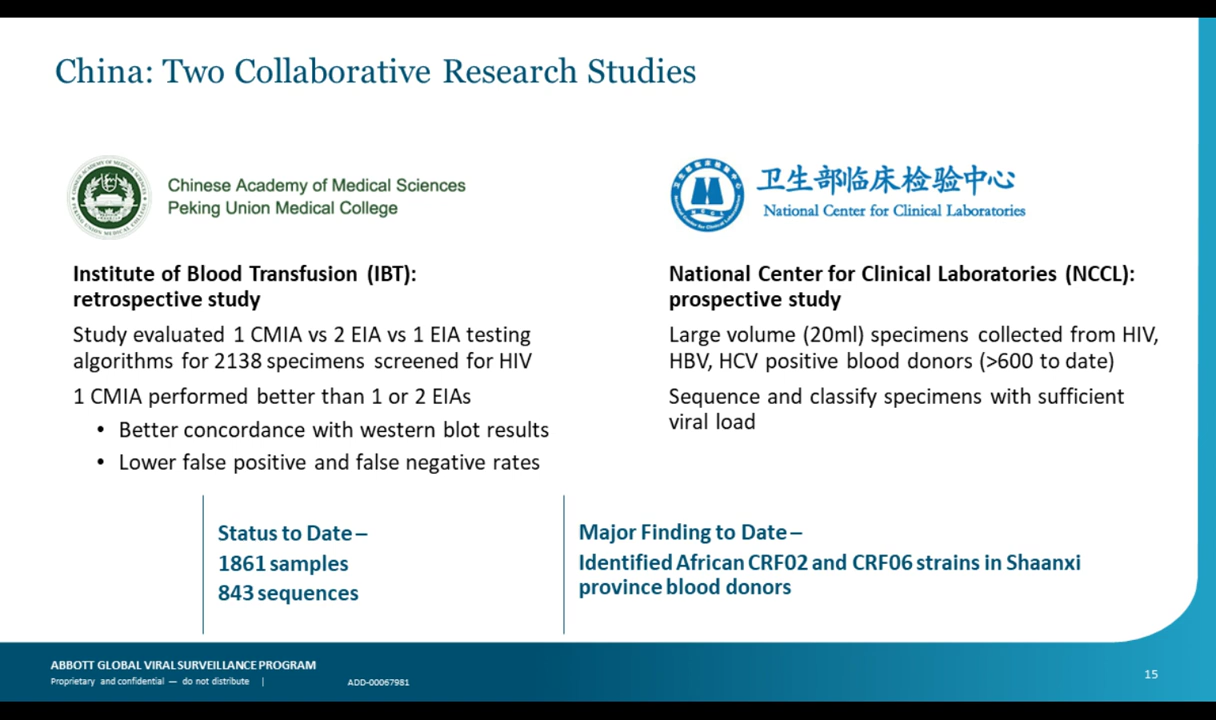 China: Two Collaborative Research Studies
Chinese Academy of Medical Sciences
Peking Union Medical College
Institute of Blood Transfusion (IBT):
retrospective study
Study evaluated 1 CMIA vs 2 EIA vs 1 EIA testing
algorithms for 2138 specimens screened for HIV
1 CMIA performed better than 1 or 2 EIAs
• Better concordance with western blot results
• Lower false positive and false negative rates
卫生部临床检验中心
National Center for Clinical Laboratories
National Center for Clinical Laboratories (NCCL):
prospective study
Large volume (20ml) specimens collected from HIV,
HBV, HCV positive blood donors (>600 to date)
Sequence and classify specimens with sufficient
viral load
Status to Date –
1861 samples
843 sequences
Major Finding to Date –
Identified African CRF02 and CRF06 strains in Shaanxi
province blood donors
ABBOTT GLOBAL VIRAL SURVEILLANCE PROGRAM
Proprietary and confidential — do not distribute |
ADD-00067981
15